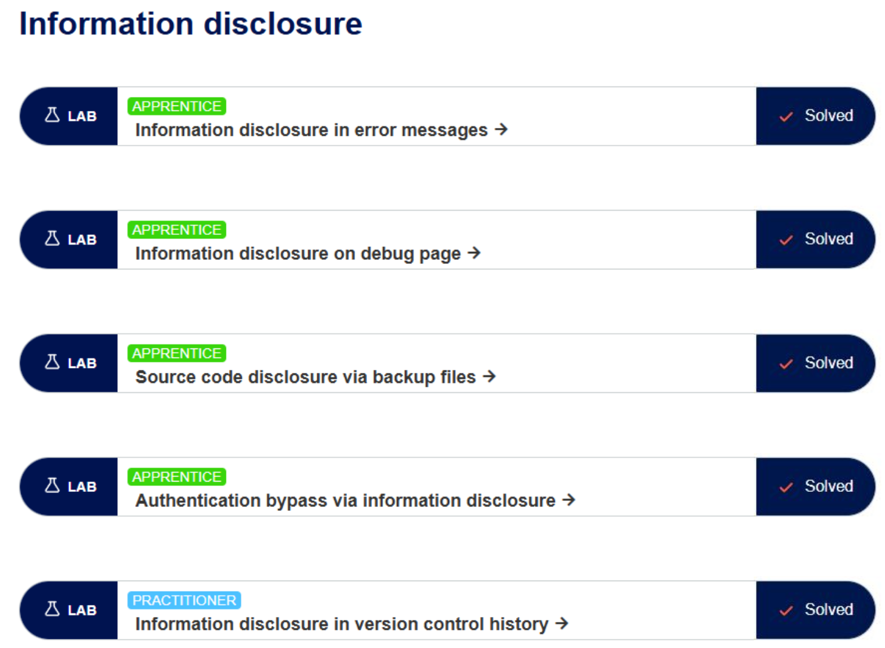 Information disclosure
LAB
APPRENTICE
Information disclosure in error messages →
Solved
LAB
APPRENTICE
Information disclosure on debug page →
Solved
LAB
APPRENTICE
Source code disclosure via backup files →
Solved
LAB
APPRENTICE
Authentication bypass via information disclosure →
Solved
LAB
PRACTITIONER
Information disclosure in version control history →
Solved